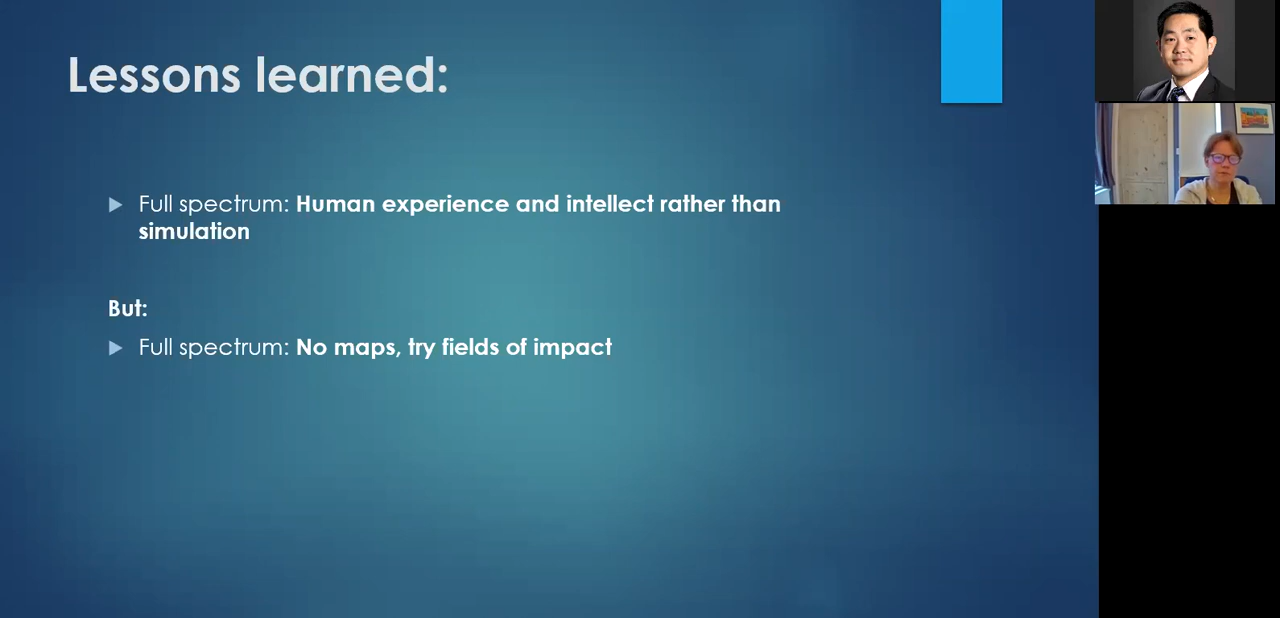 Lessons learned:
Full spectrum: Human experience and intellect rather than
simulation
But:
Full spectrum: No maps, try fields of impact